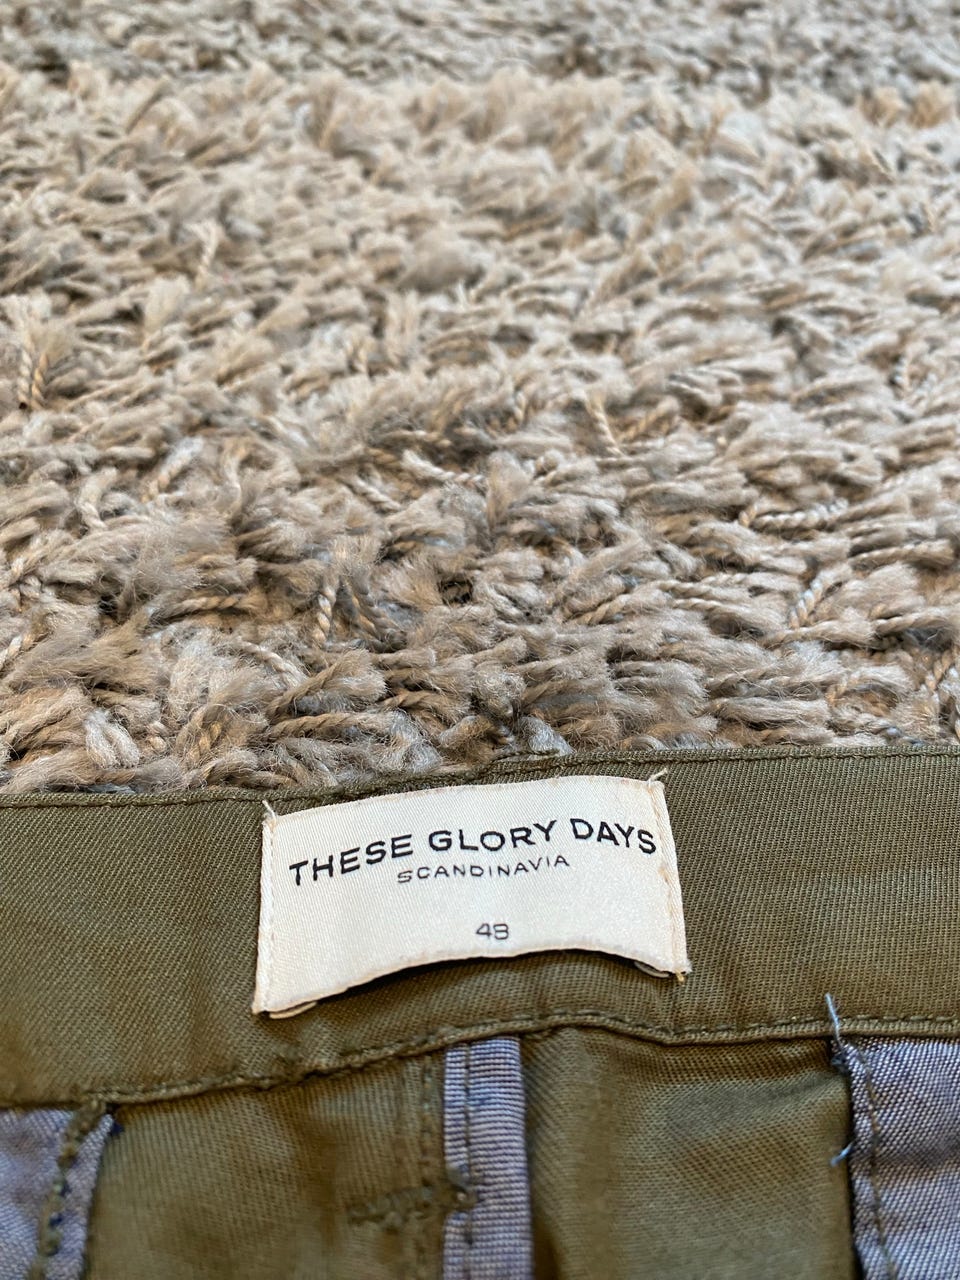 THESE GLORY DAYS
SCANDINAVIA
48